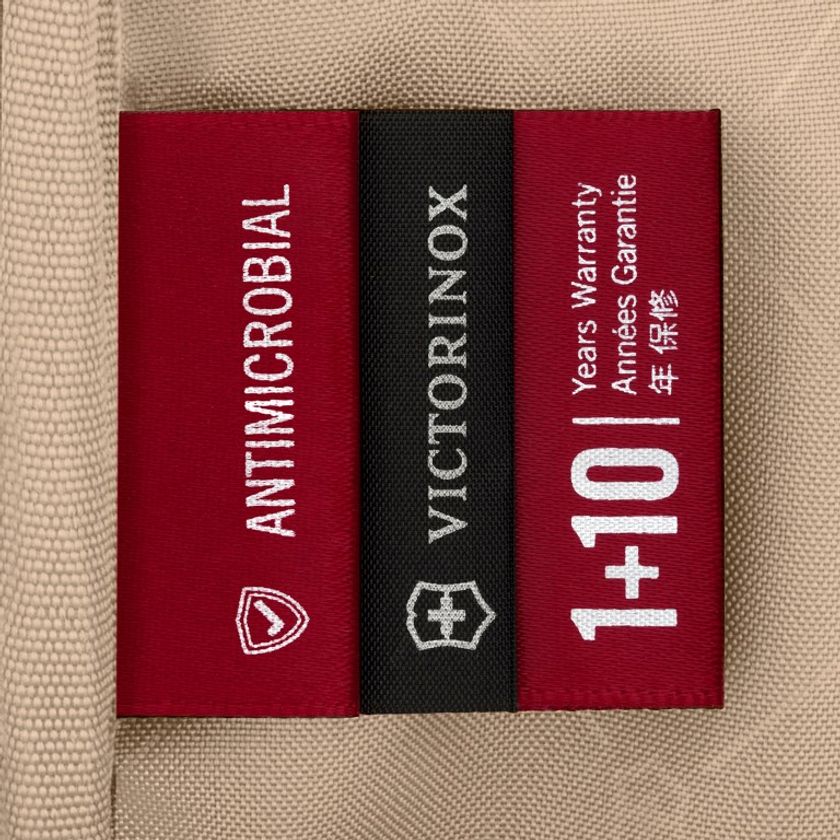 ANTIMICROBIAL
VICTORINOX
1+10
Years Warranty
Années Garantie
年 保修